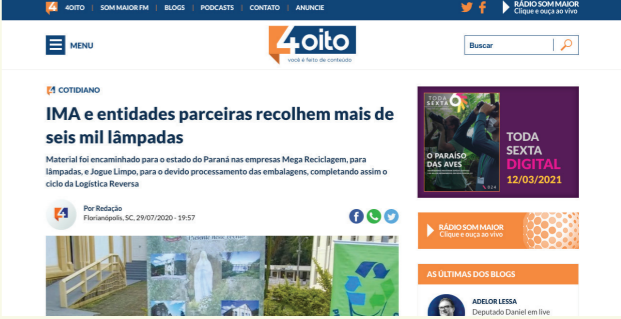 4OITO | SOM MAIOR FM | BLOGS | PODCASTS | CONTATO | ANUNCIE
RÁDIO SOM MAIOR
Clique e ouça ao vivo
MENU
4oito
você é feito de conteúdo
Buscar
COTIDIANO
IMA e entidades parceiras recolhem mais de
seis mil lâmpadas
Material foi encaminhado para o estado do Paraná nas empresas Mega Reciclagem, para
lâmpadas, e Jogue Limpo, para o devido processamento das embalagens, completando assim o
ciclo da Logística Reversa
Por Redação
Florianópolis, SC, 29/07/2020 - 19:57
TODA
SEXTA
O PARAÍSO
DAS AVES
TODA
SEXTA
DIGITAL
12/03/2021
RÁDIO SOM MAIOR
Clique e ouça ao vivo
AS ÚLTIMAS DOS BLOGS
ADELOR LESSA
Deputado Daniel em live